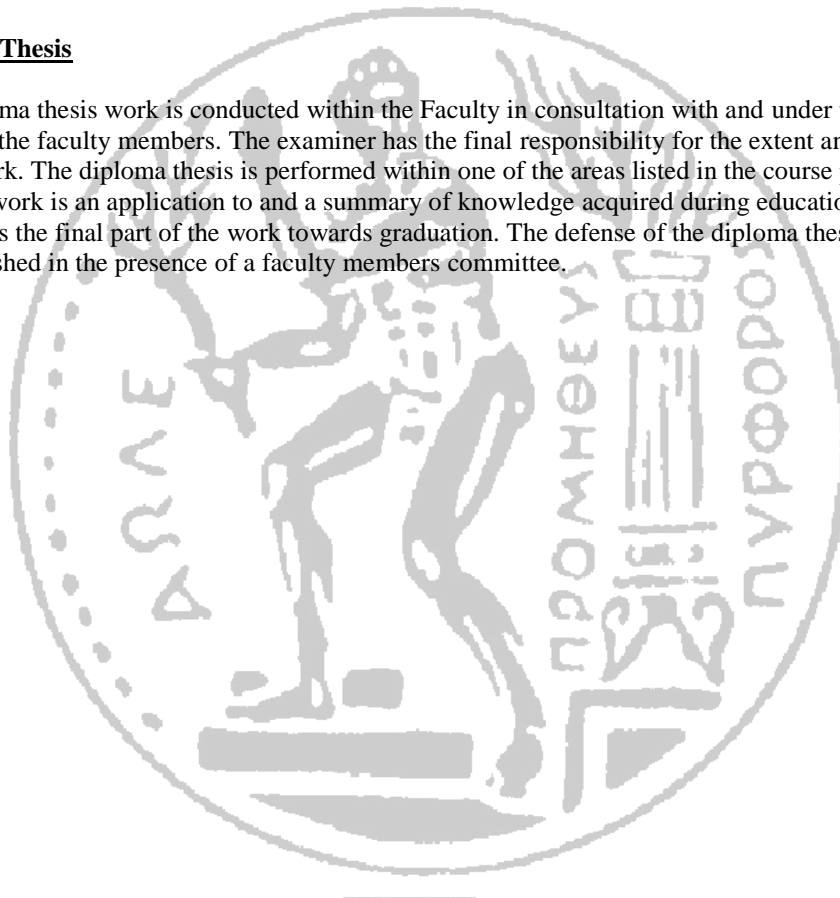 Thesis
ma thesis work is conducted within the Faculty in consultation with and under
the faculty members. The examiner has the final responsibility for the extent an
rk. The diploma thesis is performed within one of the areas listed in the course
work is an application to and a summary of knowledge acquired during educatio
s the final part of the work towards graduation. The defense of the diploma thes
shed in the presence of a faculty members committee.
ΠΡΟΜΗΘΕΥΣ
ΠΥΡΦΟΡΟΣ